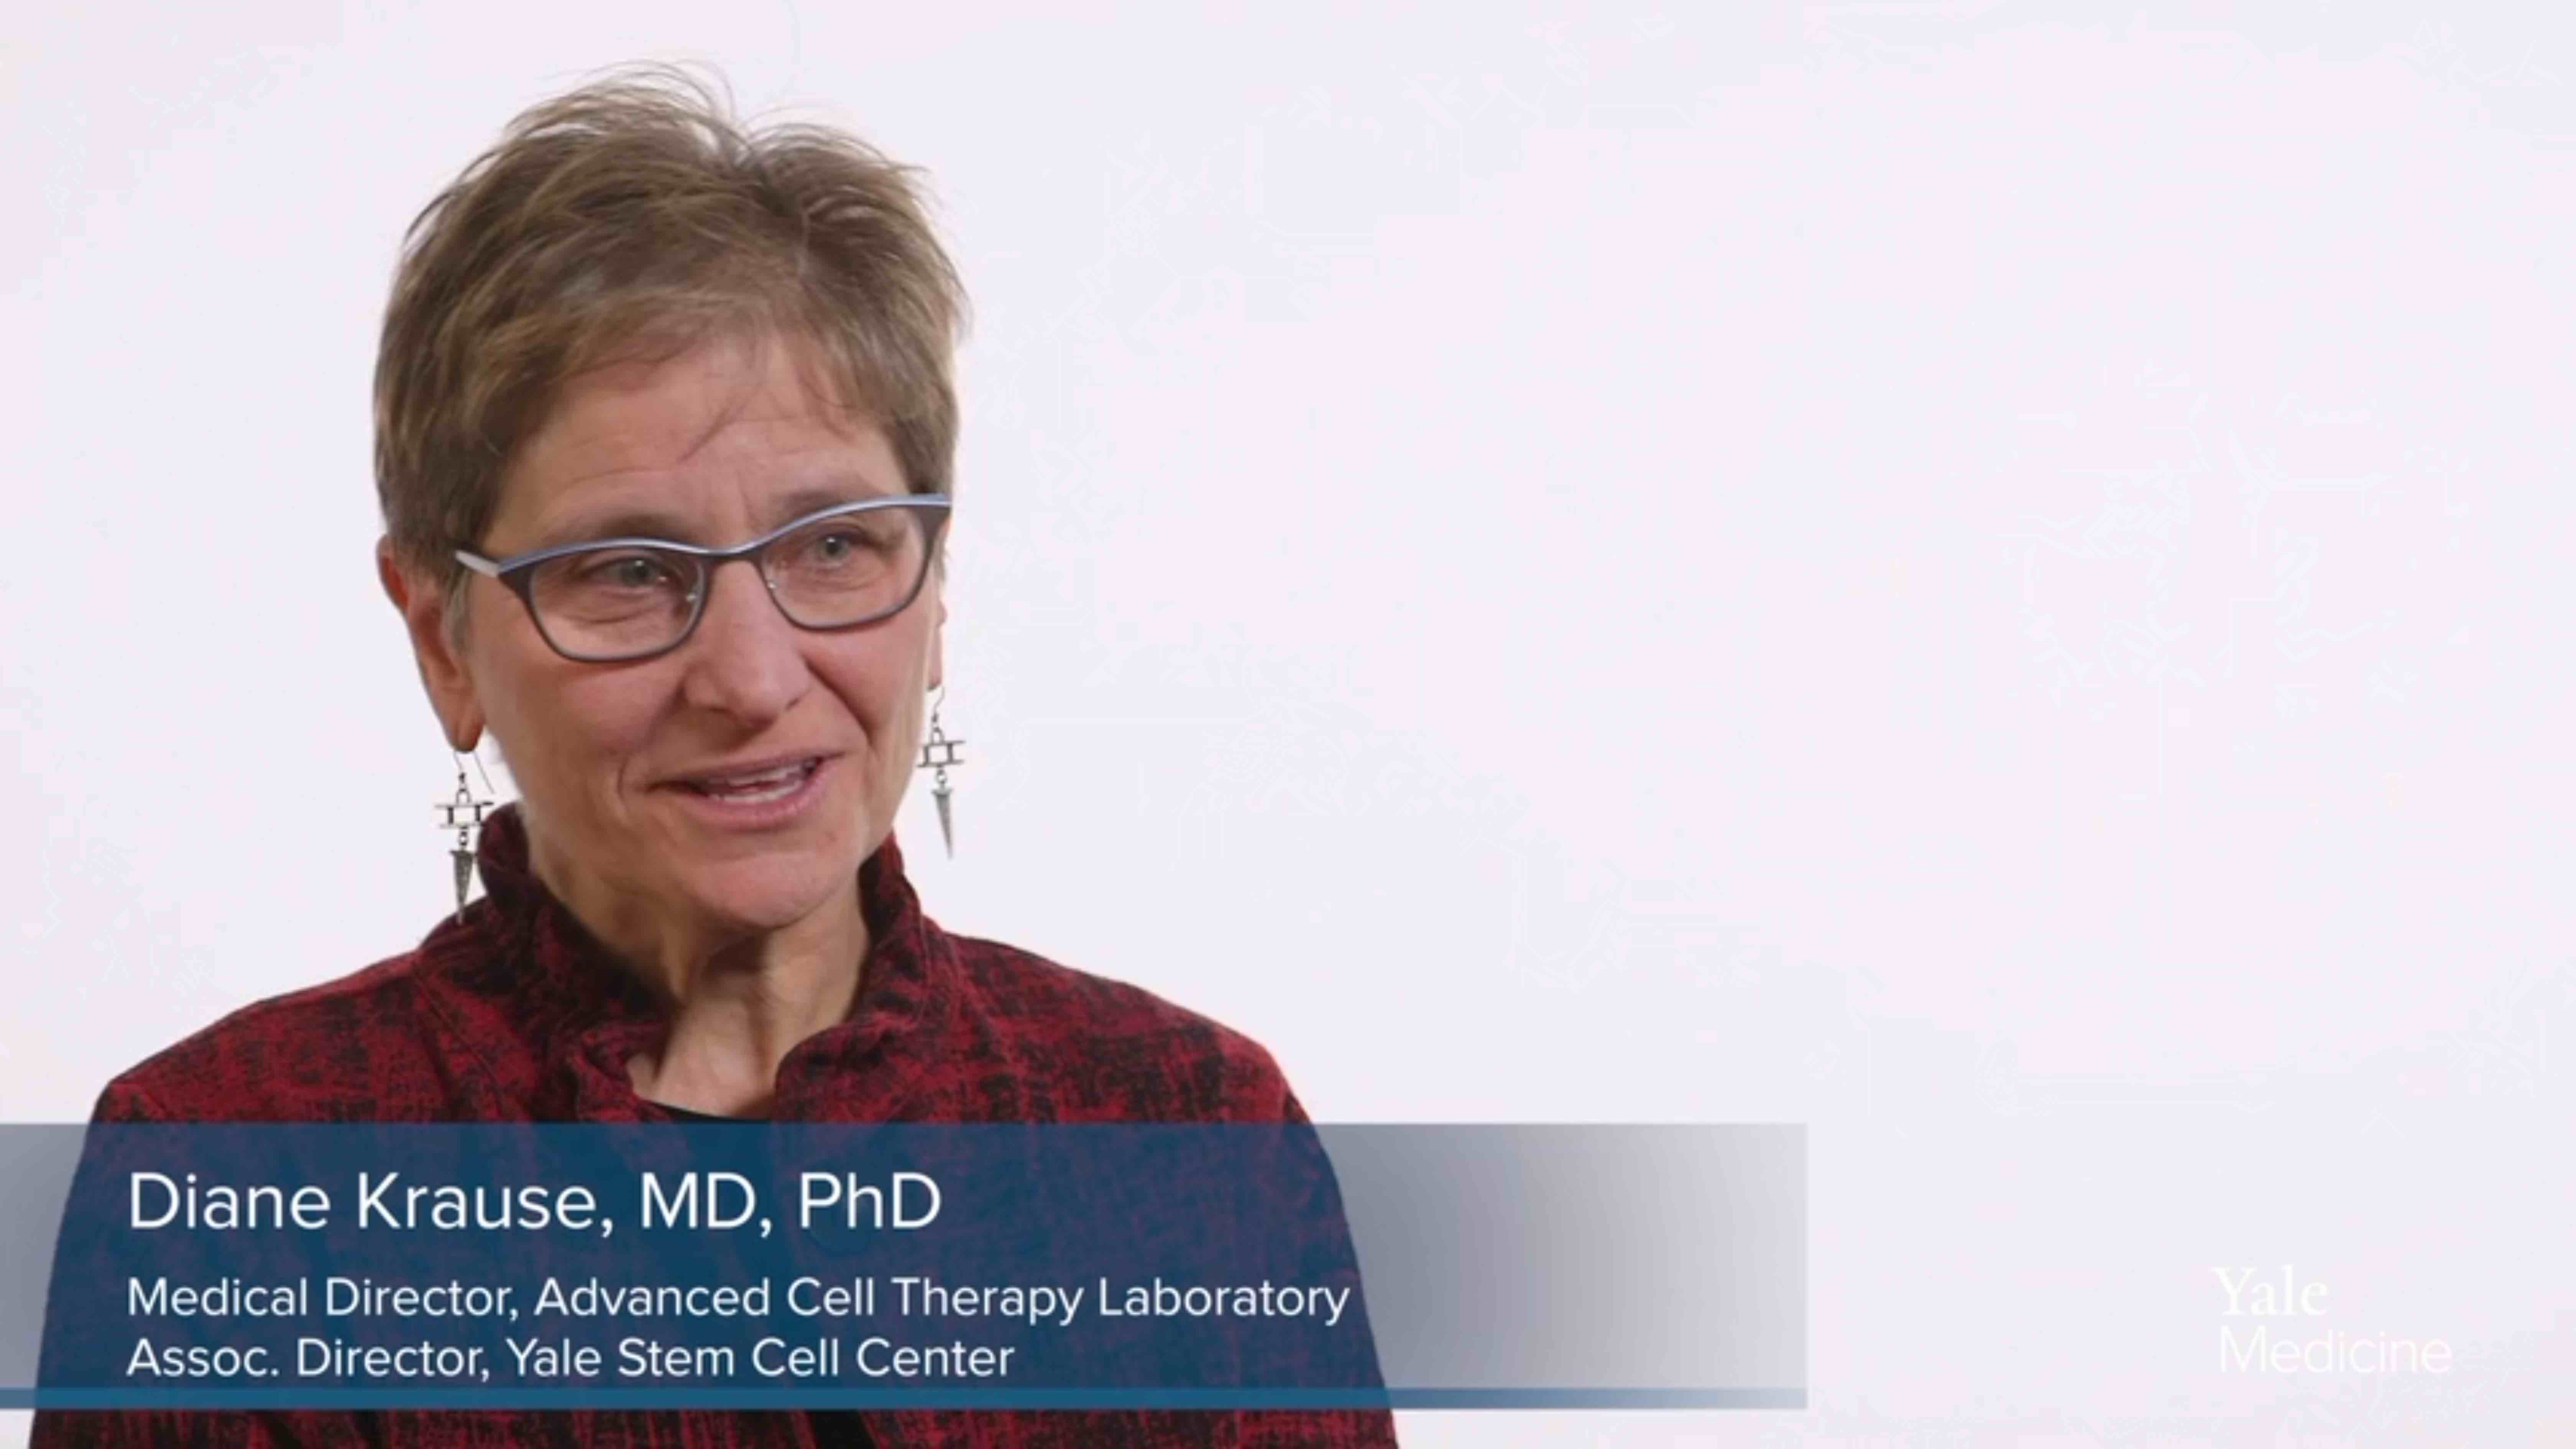 Diane Krause, MD, PhD
Medical Director, Advanced Cell Therapy Laboratory
Assoc. Director, Yale Stem Cell Center
Yale
Medicine